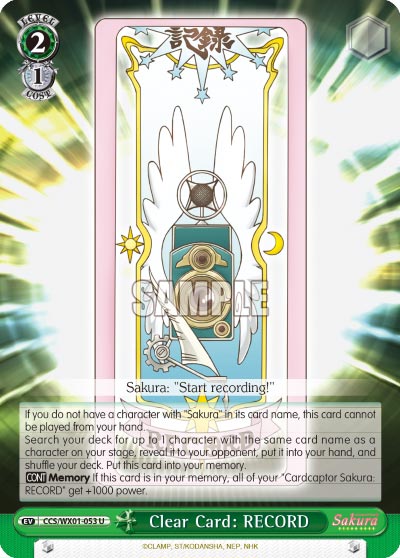 LEVEL
2
1
COST
記録
SAMPLE
Sakura: "Start recording!"
If you do not have a character with "Sakura" in its card name, this card cannot
be played from your hand.
Search your deck for up to 1 character with the same card name as a
character on your stage, reveal it to your opponent, put it into your hand, and
shuffle your deck. Put this card into your memory.
CONT Memory If this card is in your memory, all of your "Cardcaptor Sakura:
RECORD" get +1000 power.
EV CCS/WX01-053 U
Clear Card: RECORD
Sakura
©CLAMP, ST/KODANSHA, NEP, NHK